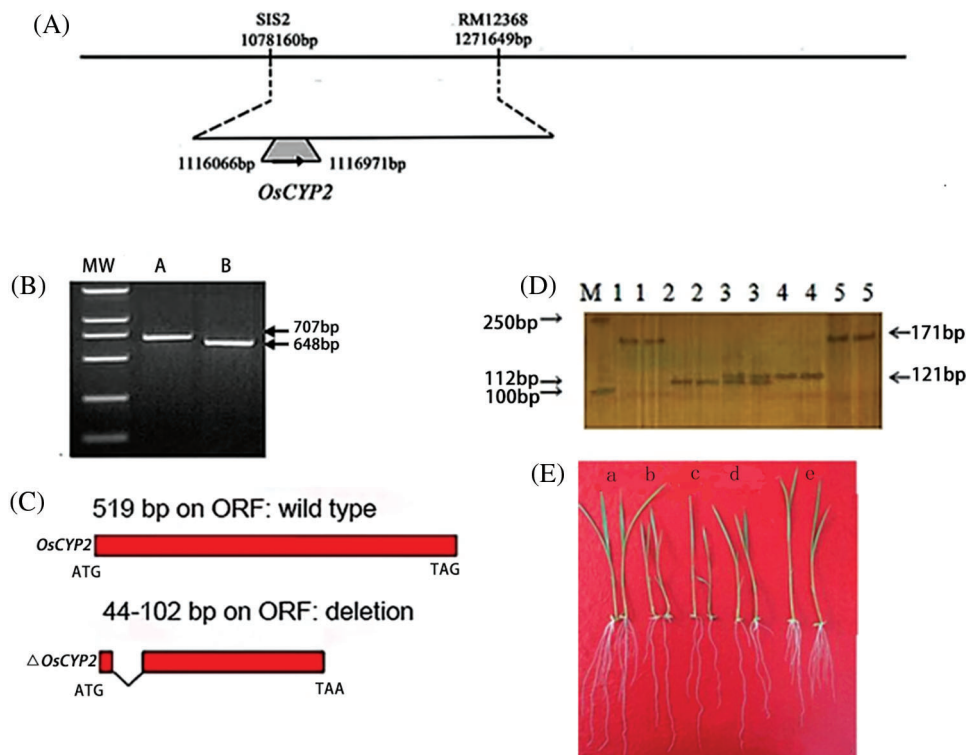 (A)
SIS2
1078160bp
RM12368
1271649bp
1116066bp
1116971bp
OsCYP2
(B)
MW A B
707bp
648bp
(C)
519 bp on ORF: wild type
OsCYP2
ATG TAG
44-102 bp on ORF: deletion
△OsCYP2
ATG TAA
(D)
M 1 1 2 2 3 3 4 4 5 5
250bp
112bp
100bp
171bp
121bp
(E)
a b c d e